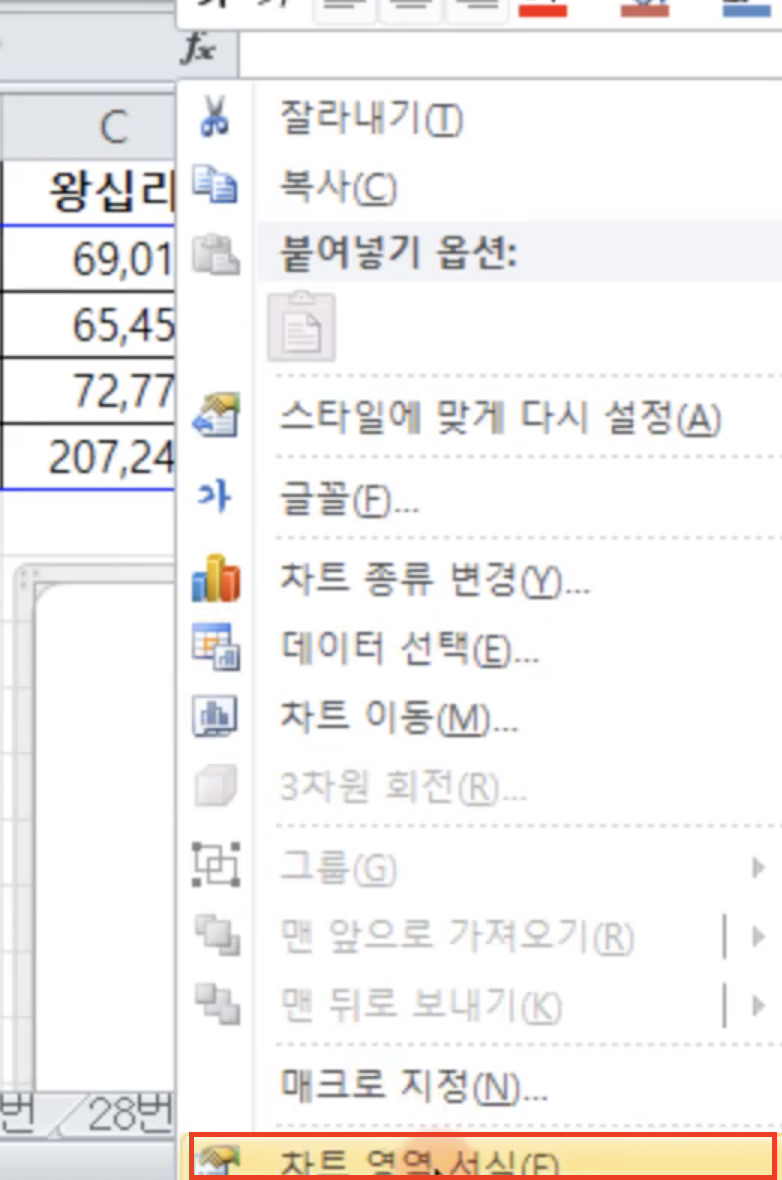 fx
C
왕십리
69,01
65,45
72,77
207,24
잘라내기(T)
복사(C)
붙여넣기 옵션:
스타일에 맞게 다시 설정(A)
가 글꼴(F)...
차트 종류 변경(Y)...
데이터 선택(E)...
차트 이동(M)...
3차원 회전(R)...
그룹(G)
맨 앞으로 가져오기(R)
맨 뒤로 보내기(K)
매크로 지정(N)...
번 28번
차트 영역 서식(F)